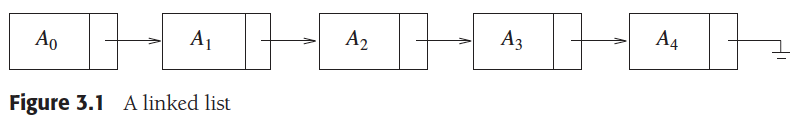 A₀ A₁ A₂ A₃ A₄
Figure 3.1 A linked list